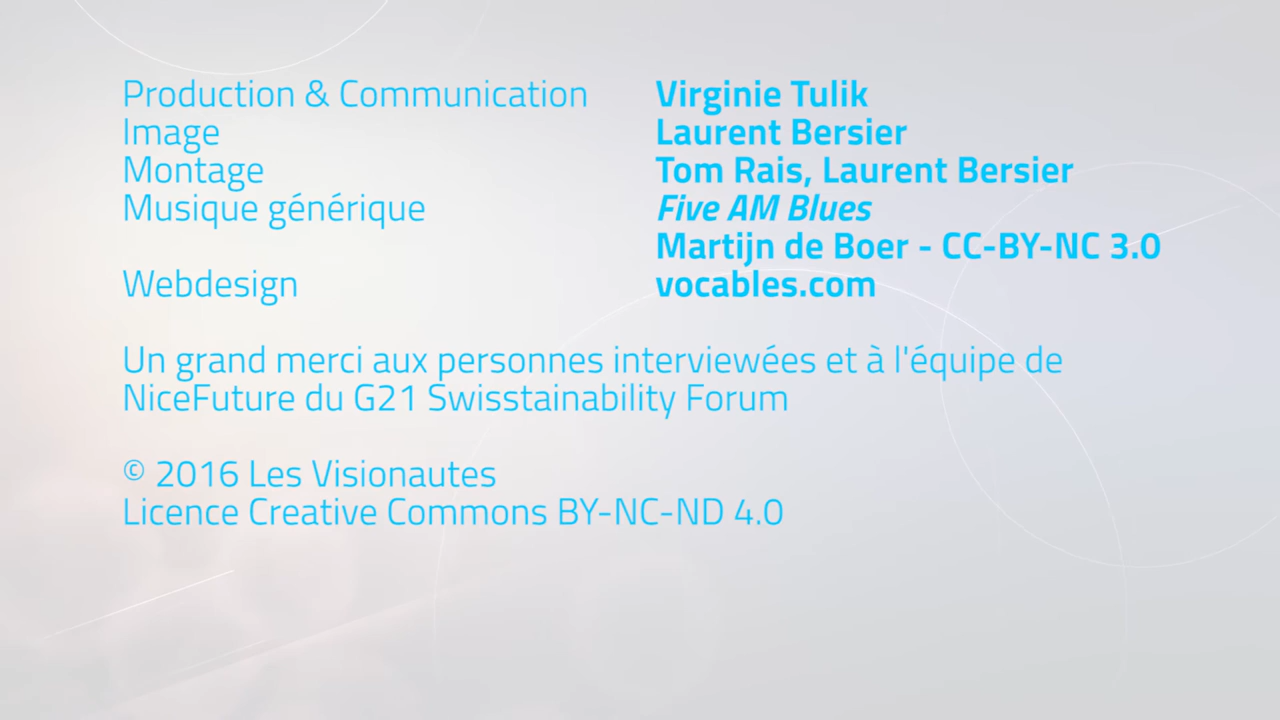 Production & Communication Virginie Tulik
Image Laurent Bersier
Montage Tom Rais, Laurent Bersier
Musique générique Five AM Blues
Martijn de Boer - CC-BY-NC 3.0
Webdesign vocables.com
Un grand merci aux personnes interviewées et à l'équipe de
NiceFuture du G21 Swisstainability Forum
© 2016 Les Visionautes
Licence Creative Commons BY-NC-ND 4.0